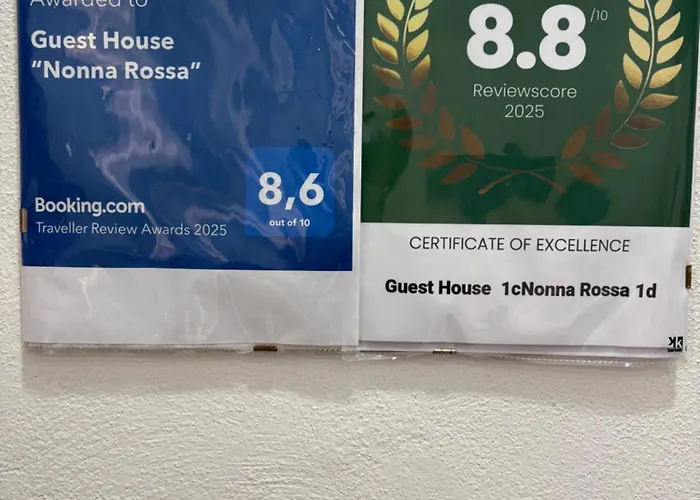 Awarded to
Guest House
“Nonna Rossa”
Booking.com
Traveller Review Awards 2025
8,6
out of 10
8.8/10
Reviewscore
2025
CERTIFICATE OF EXCELLENCE
Guest House 1cNonna Rossa 1d